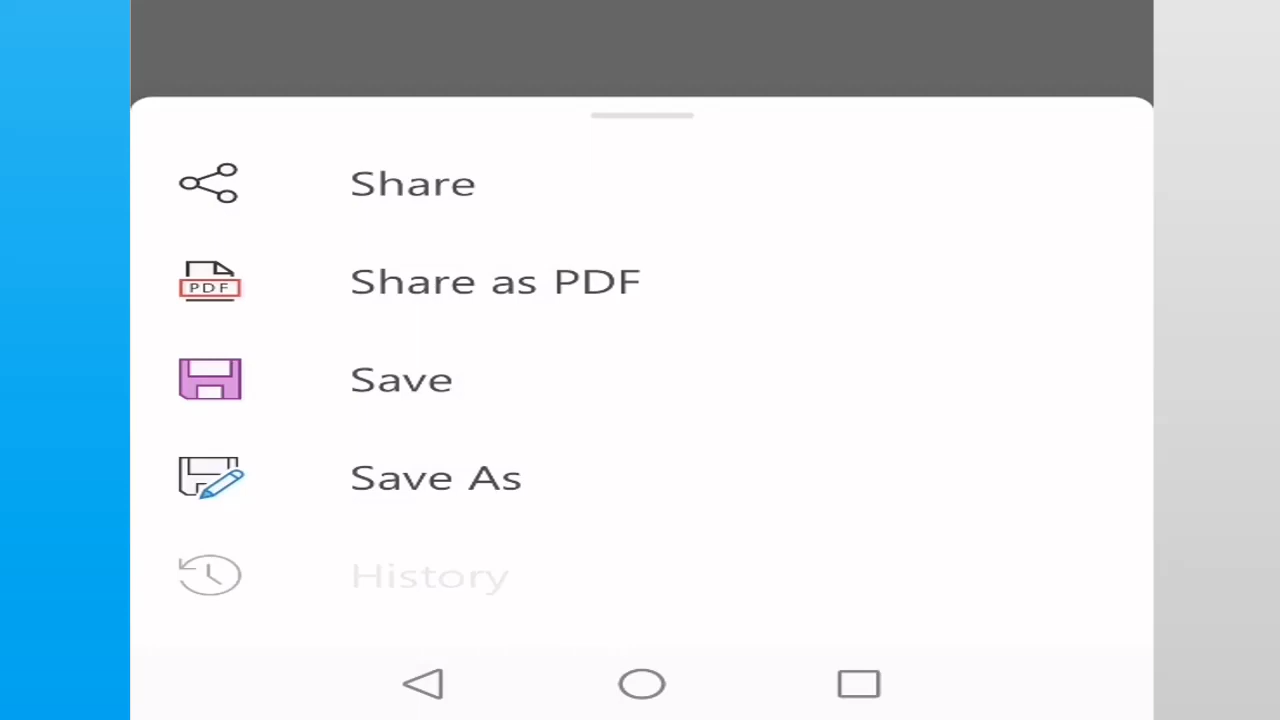 Share
PDF
Share as PDF
Save
Save As
History